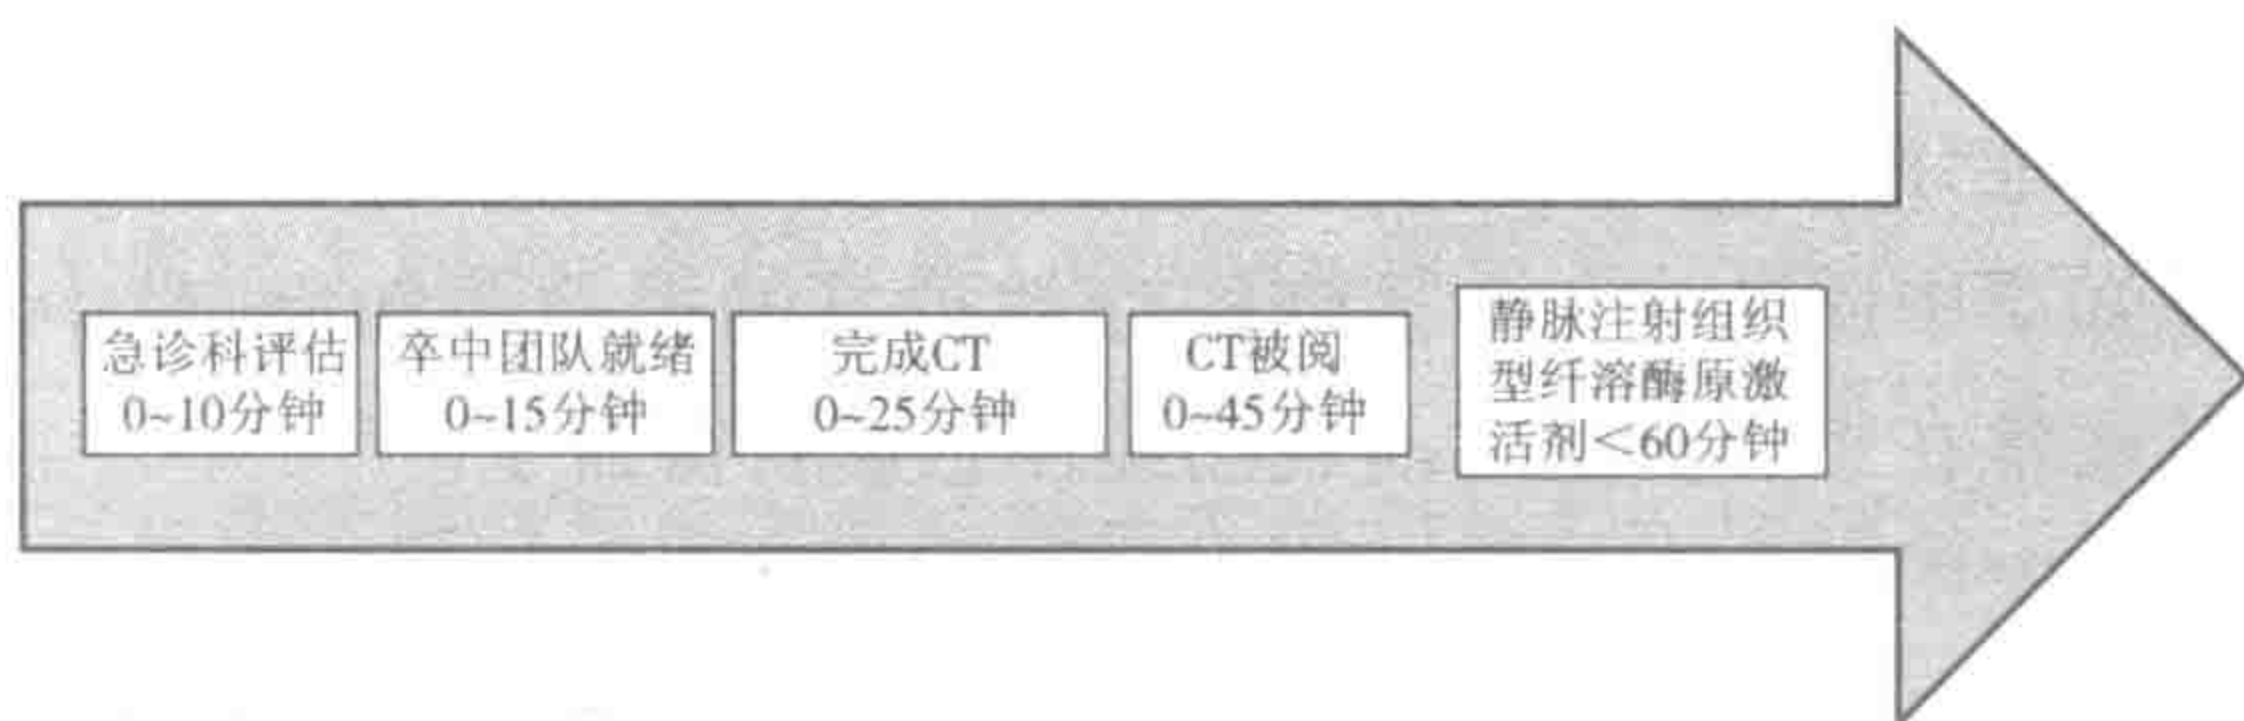 急诊科评估
0~10分钟
卒中团队就绪
0~15分钟
完成CT
0~25分钟
CT被阅
0~45分钟
静脉注射组织
型纤溶酶原激
活剂＜60分钟